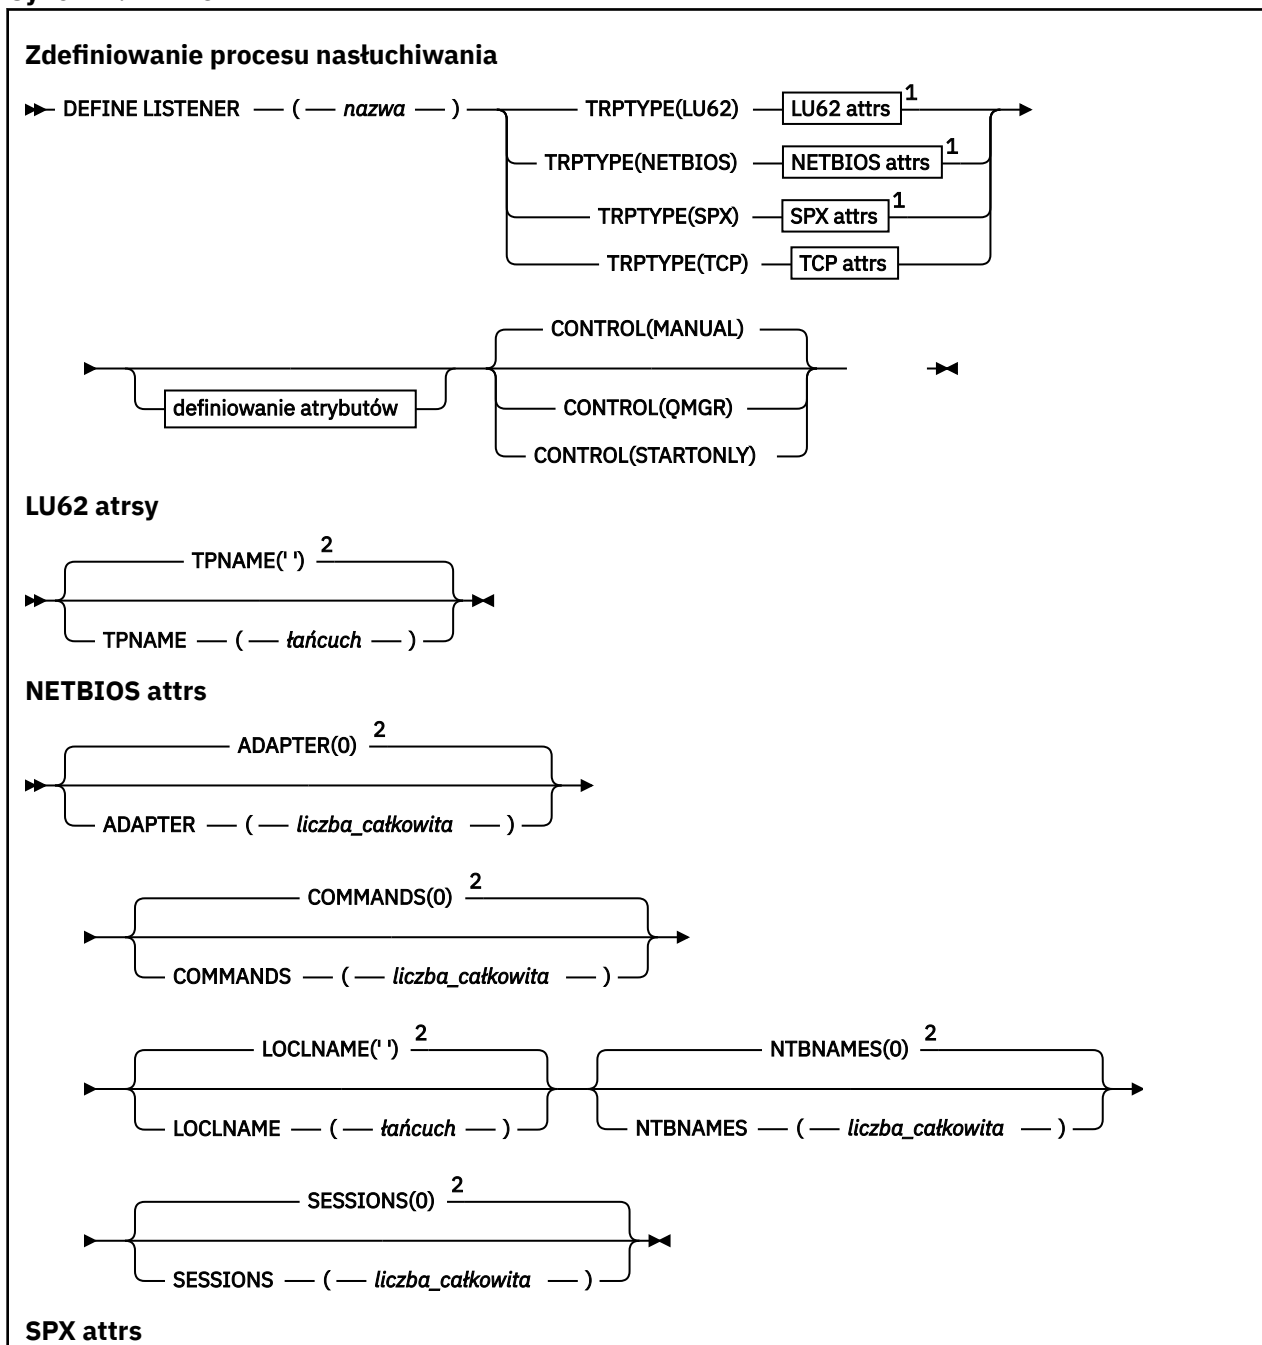 Zdefiniowanie procesu nasłuchiwania
DEFINE LISTENER ( nazwa ) TRPTYPE(LU62) LU62 attrs 1
TRPTYPE(NETBIOS) NETBIOS attrs 1
TRPTYPE(SPX) SPX attrs 1
TRPTYPE(TCP) TCP attrs
CONTROL(MANUAL)
definiowanie atrybutów CONTROL(QMGR)
CONTROL(STARTONLY)
LU62 atrsy
TPNAME(' ') 2
TPNAME ( łańcuch )
NETBIOS attrs
ADAPTER(0) 2
ADAPTER ( liczba_całkowita )
COMMANDS(0) 2
COMMANDS ( liczba_całkowita )
LOCLNAME(' ') 2 NTBNAMES(0) 2
LOCLNAME ( łańcuch ) NTBNAMES ( liczba_całkowita )
SESSIONS(0) 2
SESSIONS ( liczba_całkowita )
SPX attrs